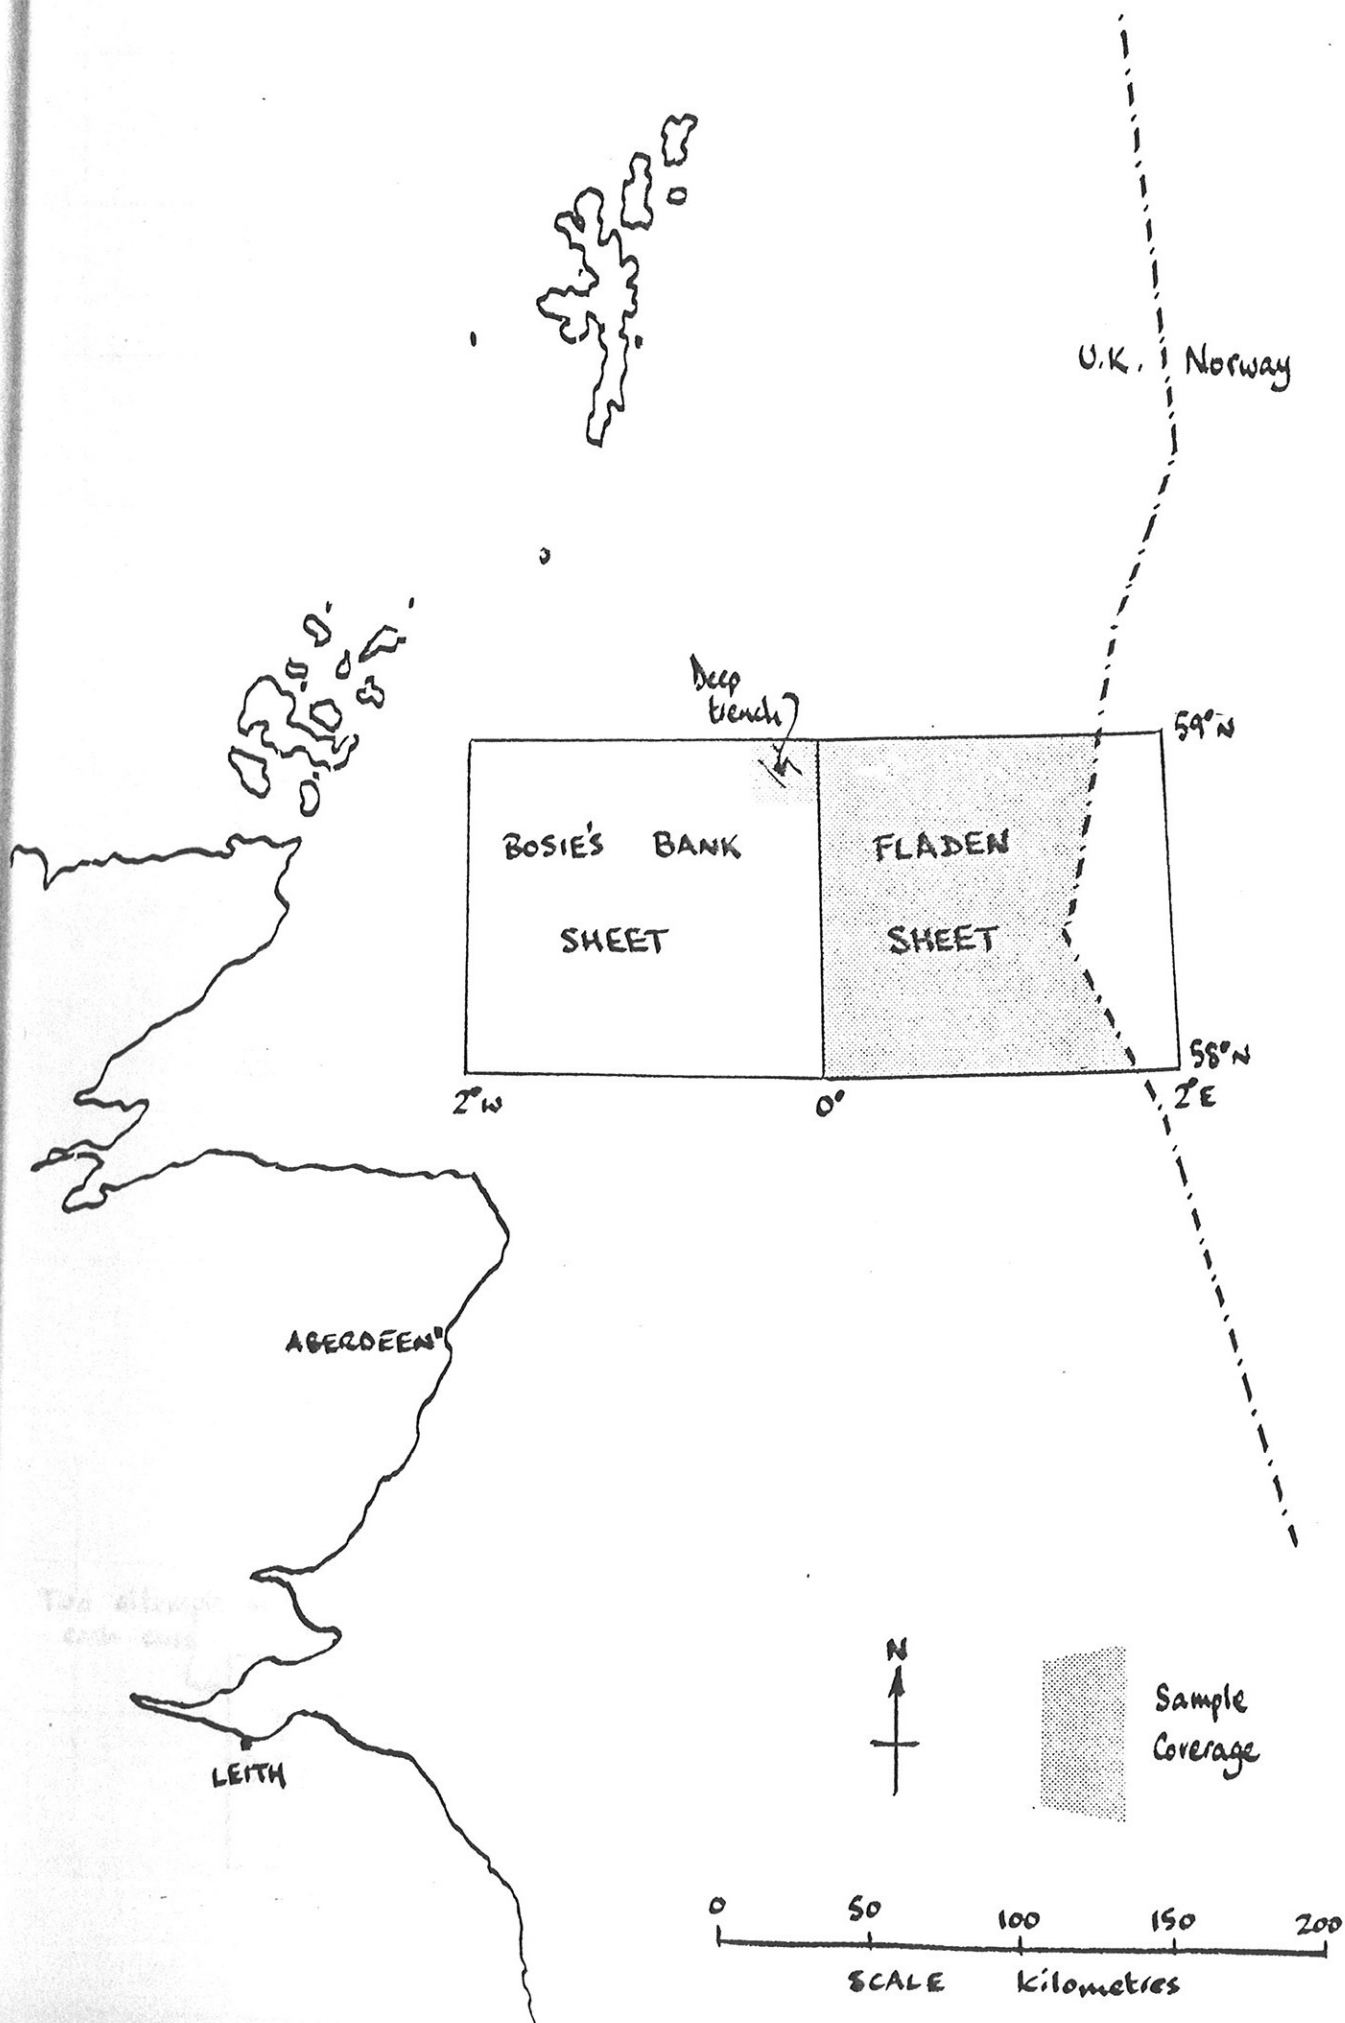 U.K. Norway
Deep
trench
59°N
BOSIE'S BANK
SHEET
FLADEN
SHEET
58°N
2°W
0°
2°E
ABERDEEN
LEITH
N
Sample
Coverage
0 50 100 150 200
SCALE kilometres